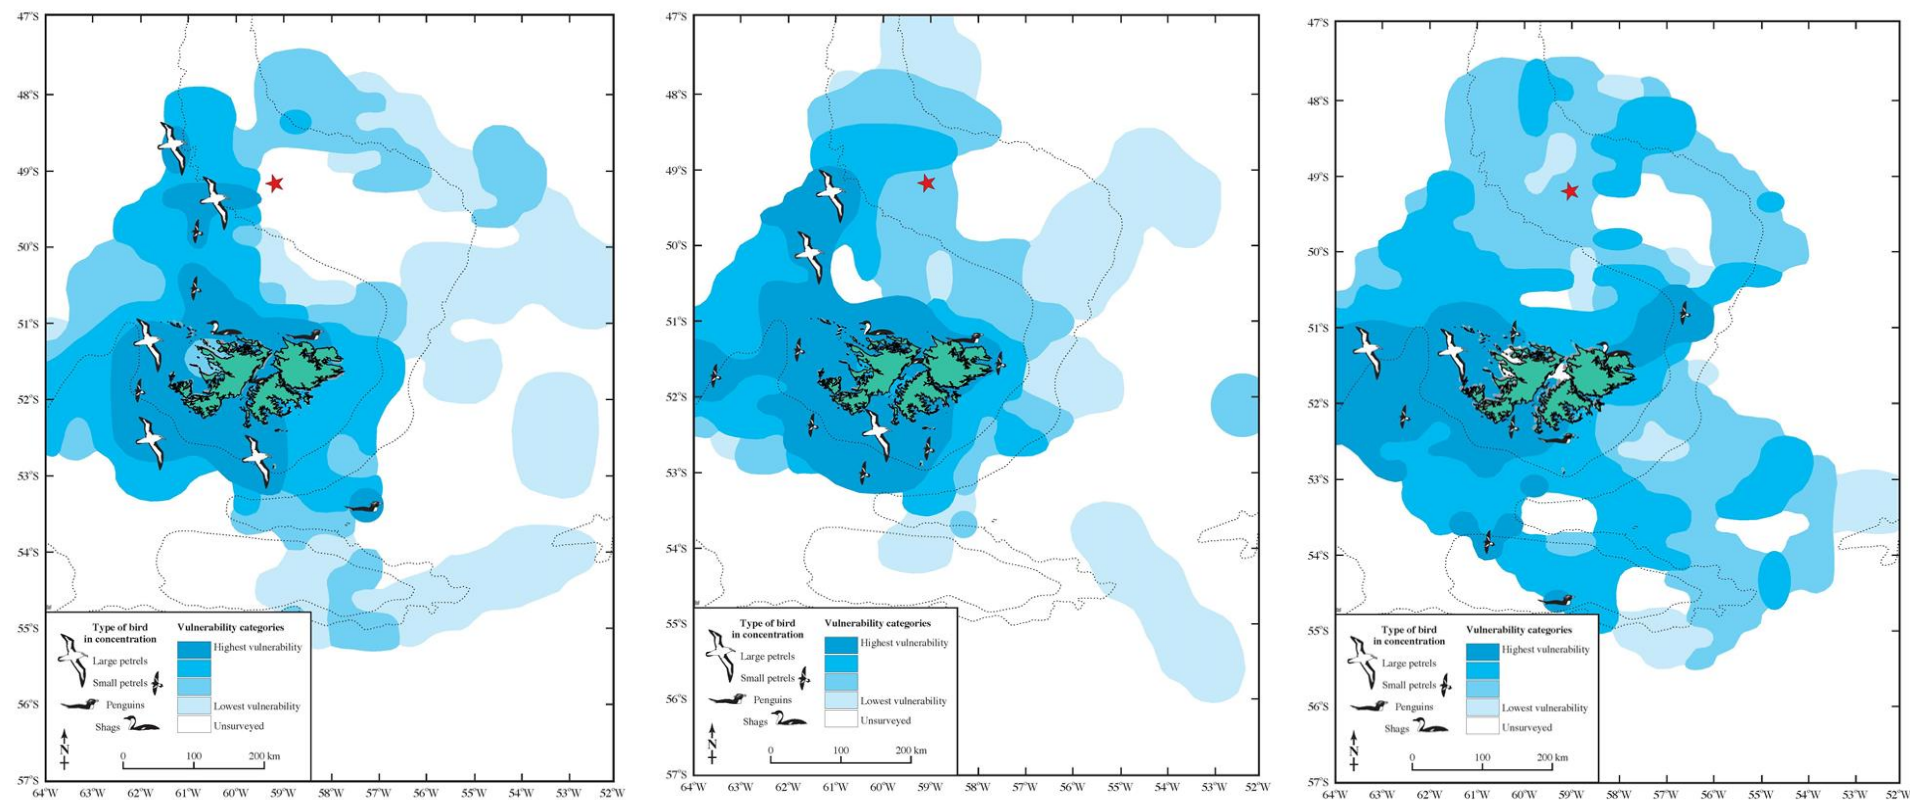 47°S
48°S
49°S
50°S
51°S
52°S
53°S
54°S
55°S
56°S
57°S
Type of bird
in concentration
Large petrels
Small petrels
Penguins
Shags
Vulnerability categories
Highest vulnerability
Lowest vulnerability
Unsurveyed
N
0 100 200 km
64°W 63°W 62°W 61°W 60°W 59°W 58°W 57°W 56°W 55°W 54°W 53°W 52°W
47°S
48°S
49°S
50°S
51°S
52°S
53°S
54°S
55°S
56°S
57°S
Type of bird
in concentration
Large petrels
Small petrels
Penguins
Shags
Vulnerability categories
Highest vulnerability
Lowest vulnerability
Unsurveyed
N
0 100 200 km
64°W 63°W 62°W 61°W 60°W 59°W 58°W 57°W 56°W 55°W 54°W 53°W 52°W
47°S
48°S
49°S
50°S
51°S
52°S
53°S
54°S
55°S
56°S
57°S
Type of bird
in concentration
Large petrels
Small petrels
Penguins
Shags
Vulnerability categories
Highest vulnerability
Lowest vulnerability
Unsurveyed
N
0 100 200 km
64°W 63°W 62°W 61°W 60°W 59°W 58°W 57°W 56°W 55°W 54°W 53°W 52°W